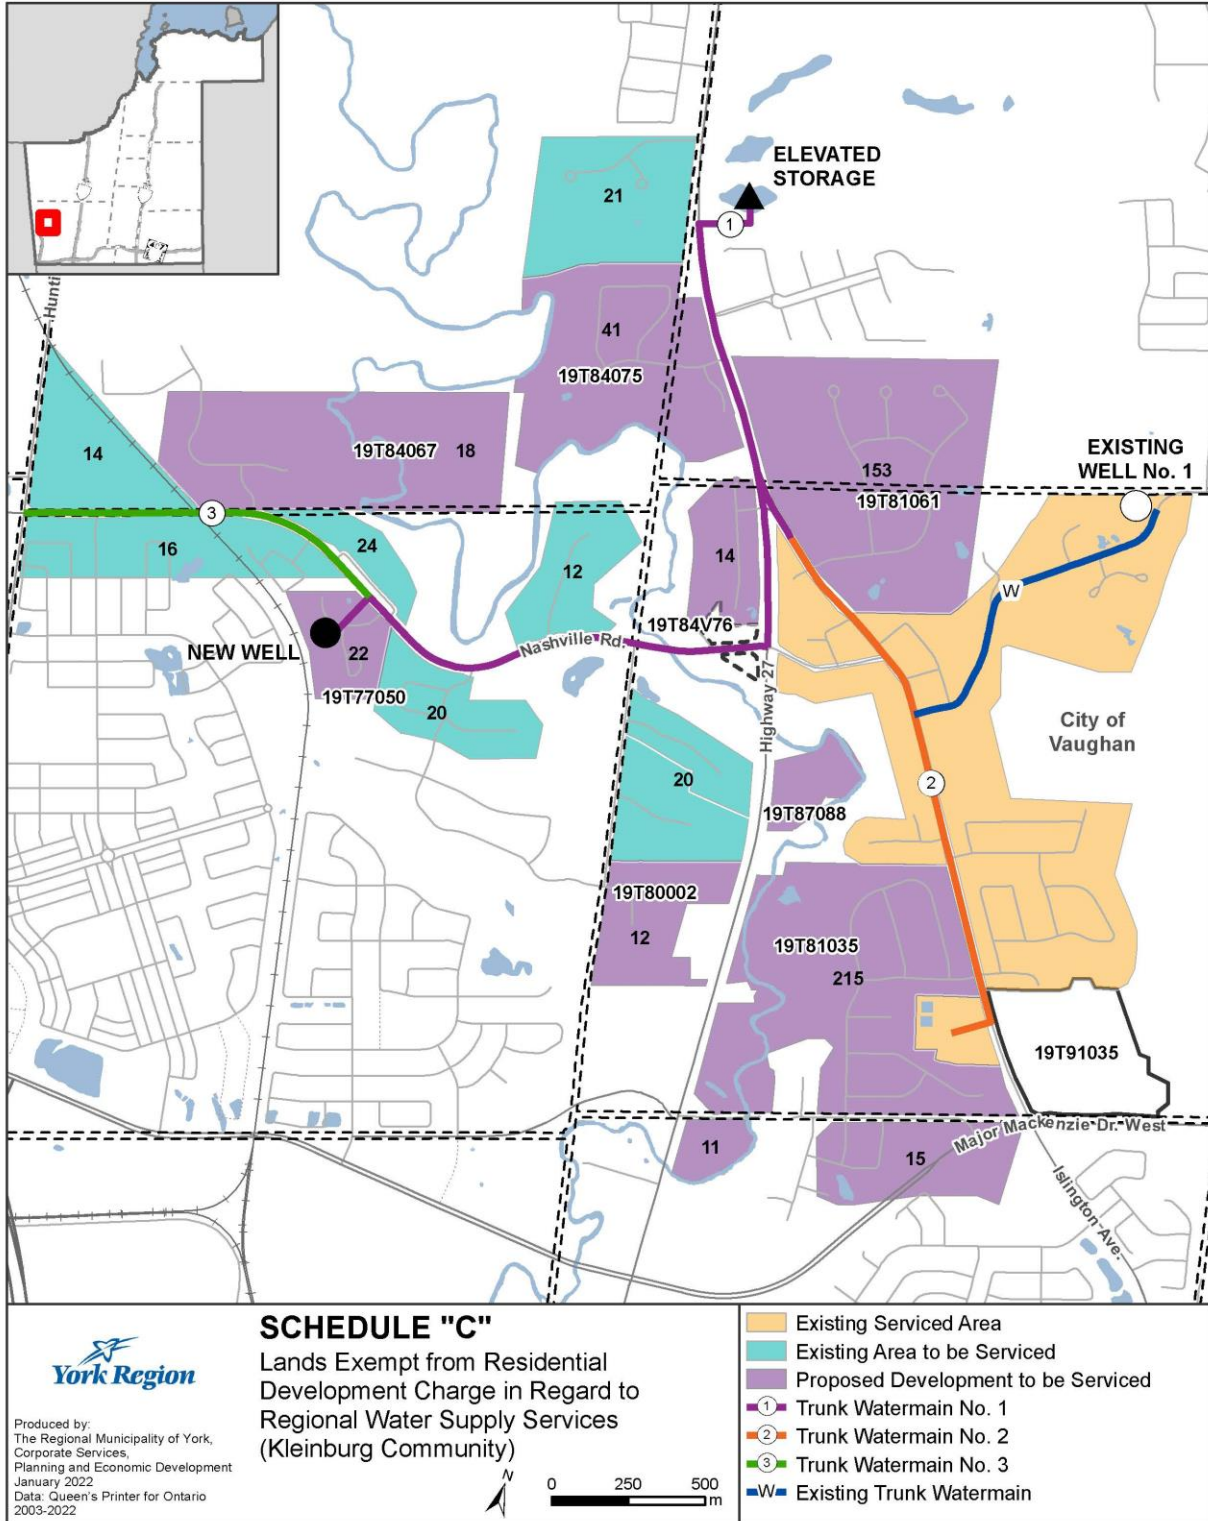 ELEVATED
STORAGE
1
21
Hunti
41
19T84075
EXISTING
WELL No. 1
14
19T84067
18
153
19T81061
3
16
24
12
14
W
NEW WELL
22
19T77050
Nashville Rd.
19T84V76
20
Highway 27
City of
Vaughan
20
2
19T87088
19T80002
12
19T81035
215
19T91035
11
15
Major Mackenzie Dr. West
Islington Ave.
York Region
Produced by:
The Regional Municipality of York,
Corporate Services,
Planning and Economic Development
January 2022
Data: Queen's Printer for Ontario
2003-2022
SCHEDULE "C"
Lands Exempt from Residential
Development Charge in Regard to
Regional Water Supply Services
(Kleinburg Community)
N
0 250 500
m
Existing Serviced Area
Existing Area to be Serviced
Proposed Development to be Serviced
1 Trunk Watermain No. 1
2 Trunk Watermain No. 2
3 Trunk Watermain No. 3
W Existing Trunk Watermain